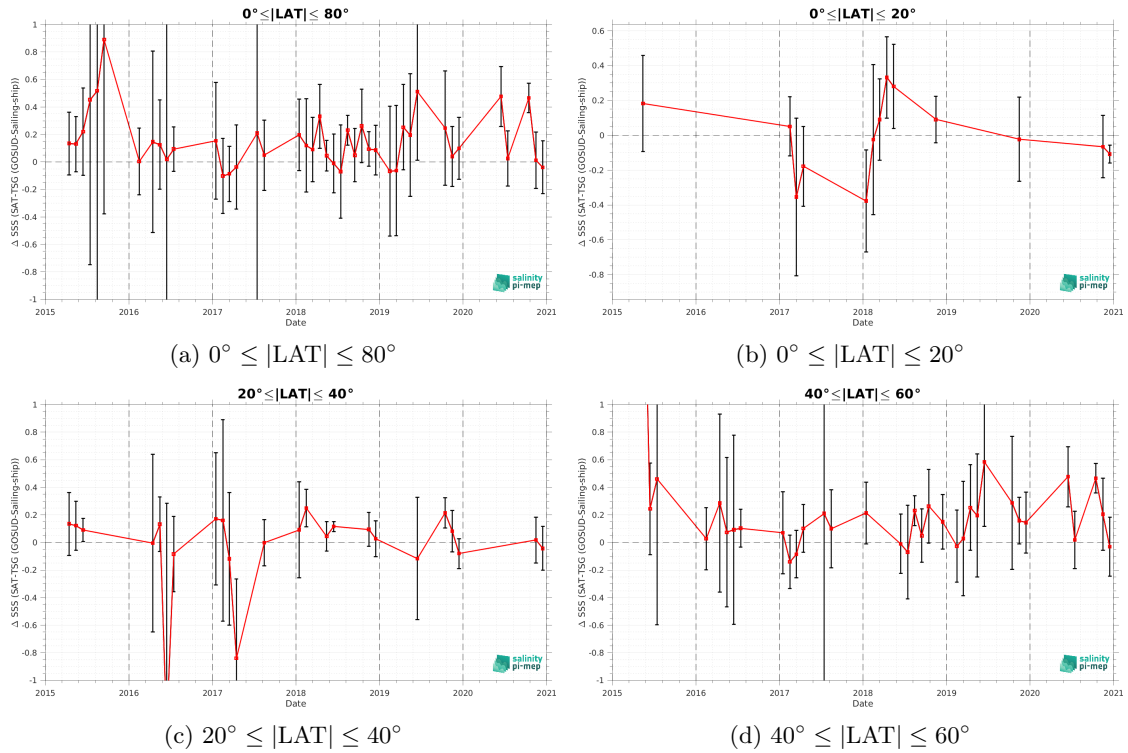 0°≤|LAT|≤ 80°
Δ SSS (SAT-TSG (GOSUD-Sailing-ship))
1
0.8
0.6
0.4
0.2
0
-0.2
-0.4
-0.6
-0.8
-1
2015 2016 2017 2018 2019 2020 2021
Date
salinity
pi-mep
(a) 0° ≤ |LAT| ≤ 80°
0°≤|LAT|≤ 20°
Δ SSS (SAT-TSG (GOSUD-Sailing-ship))
0.6
0.4
0.2
0
-0.2
-0.4
-0.6
-0.8
2015 2016 2017 2018 2019 2020 2021
Date
salinity
pi-mep
(b) 0° ≤ |LAT| ≤ 20°
20°≤|LAT|≤ 40°
Δ SSS (SAT-TSG (GOSUD-Sailing-ship))
1
0.8
0.6
0.4
0.2
0
-0.2
-0.4
-0.6
-0.8
-1
2015 2016 2017 2018 2019 2020 2021
Date
salinity
pi-mep
(c) 20° ≤ |LAT| ≤ 40°
40°≤|LAT|≤ 60°
Δ SSS (SAT-TSG (GOSUD-Sailing-ship))
1
0.8
0.6
0.4
0.2
0
-0.2
-0.4
-0.6
-0.8
-1
2015 2016 2017 2018 2019 2020 2021
Date
salinity
pi-mep
(d) 40° ≤ |LAT| ≤ 60°